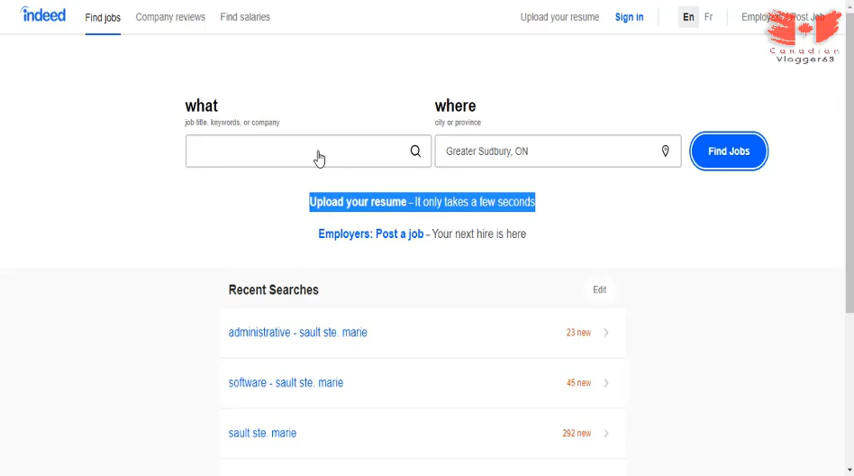 indeed Find jobs Company reviews Find salaries Upload your resume Sign in En Fr Employers / Post Job
Canadian
Vlogger63
what where
job title, keywords, or company city or province
Greater Sudbury, ON Find Jobs
Upload your resume – It only takes a few seconds
Employers: Post a job – Your next hire is here
Recent Searches Edit
administrative - sault ste. marie 23 new
software - sault ste. marie 45 new
sault ste. marie 292 new